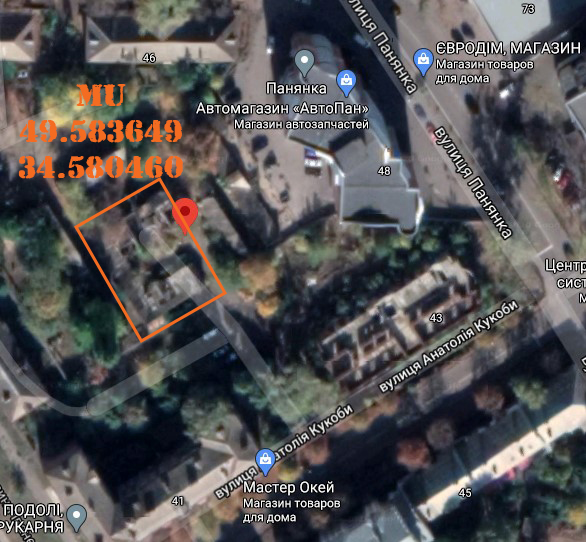 73
вулиця Панянка
ЄВРОДІМ, МАГАЗИН
Магазин товаров
для дома
46
MU
49.583649
34.580460
Панянка
Автомагазин «АвтоПан»
Магазин автозапчастей
48
вулиця Панянка
Центр
сист
43
вулиця Анатолія Кукоби
вулиця Анатолія Кукоби
Мастер Окей
Магазин товаров
для дома
41
45
ПОДОЛІ,
РУКАРНЯ